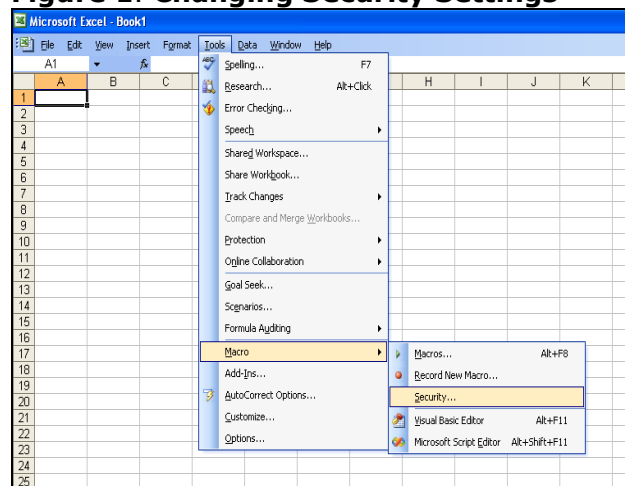 Figure 1: Changing Security Settings
Microsoft Excel - Book1
File Edit View Insert Format Tools Data Window Help
A1 fx
A B C H I J K
Spelling... F7
Research... Alt+Click
Error Checking...
Speech
Shared Workspace...
Share Workbook...
Track Changes
Compare and Merge Workbooks...
Protection
Online Collaboration
Goal Seek...
Scenarios...
Formula Auditing
Macro
Add-Ins...
AutoCorrect Options...
Customize...
Options...
Macros... Alt+F8
Record New Macro...
Security...
Visual Basic Editor Alt+F11
Microsoft Script Editor Alt+Shift+F11
1
2
3
4
5
6
7
8
9
10
11
12
13
14
15
16
17
18
19
20
21
22
23
24
25